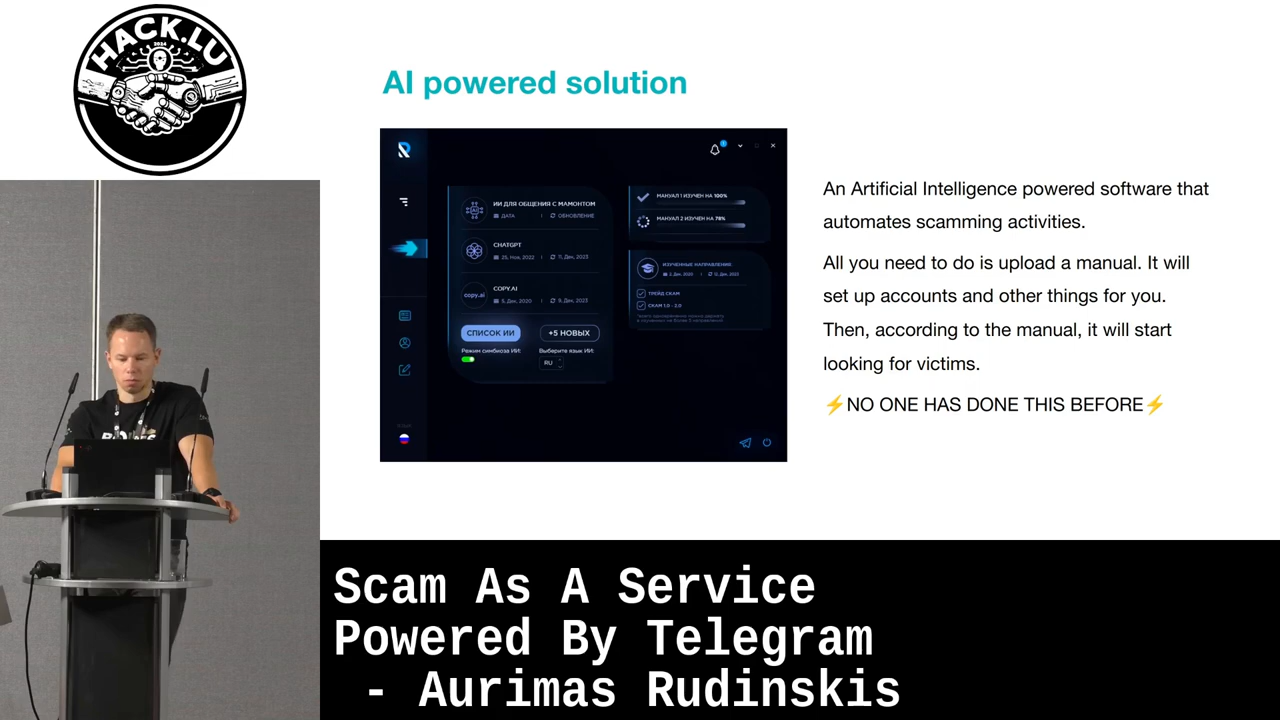 HACK.LU
2024
AI powered solution
ИИ ДЛЯ ОБЩЕНИЯ С МАМОНТОМ
ДАТА | ОБНОВЛЕНИЕ
CHATGPT
25, Ноя, 2022 | 11, Дек, 2023
COPY.AI
copy.ai
5, Дек, 2020 | 9, Дек, 2023
СПИСОК ИИ
+5 НОВЫХ
Режим симбиоза ИИ:
Выберите язык ИИ:
RU
МАНУАЛ 1 ИЗУЧЕН НА 100%
МАНУАЛ 2 ИЗУЧЕН НА 78%
ИЗУЧЕННЫЕ НАПРАВЛЕНИЯ:
ТРЕЙД СКАМ
СКАМ 1.0 - 2.0
An Artificial Intelligence powered software that
automates scamming activities.
All you need to do is upload a manual. It will
set up accounts and other things for you.
Then, according to the manual, it will start
looking for victims.
⚡NO ONE HAS DONE THIS BEFORE⚡
Scam As A Service
Powered By Telegram
- Aurimas Rudinskis